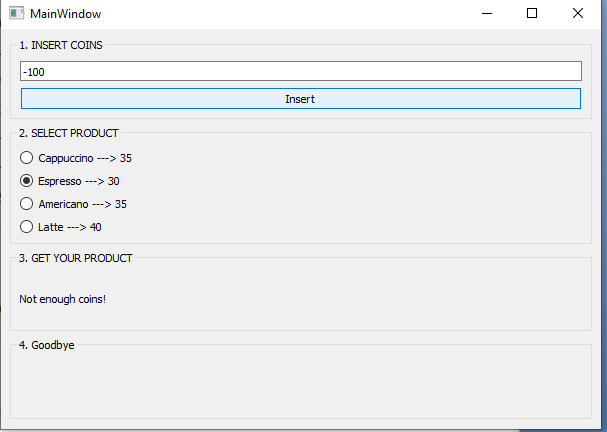 MainWindow
1. INSERT COINS
-100
Insert
2. SELECT PRODUCT
Cappuccino ---> 35
Espresso ---> 30
Americano ---> 35
Latte ---> 40
3. GET YOUR PRODUCT
Not enough coins!
4. Goodbye